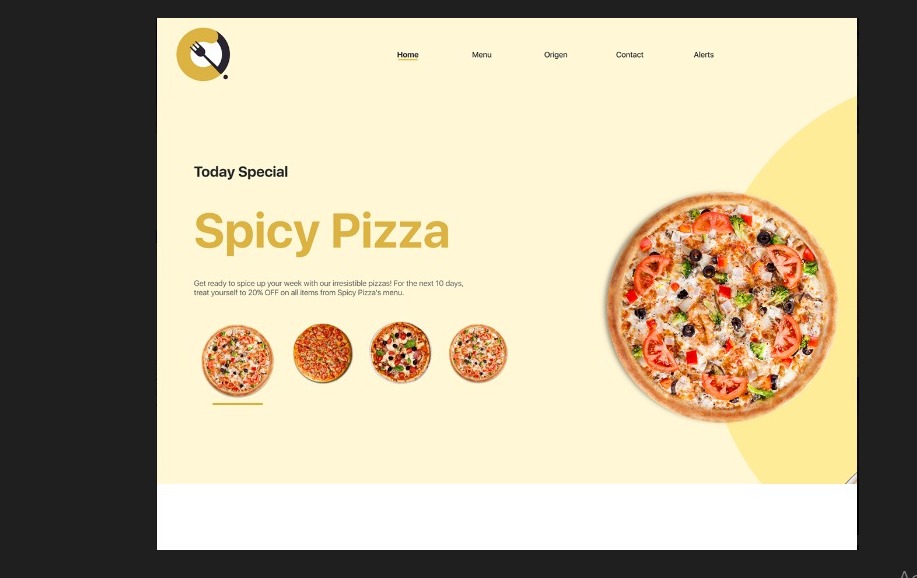 Home Menu Origen Contact Alerts
Today Special
Spicy Pizza
Get ready to spice up your week with our irresistible pizzas! For the next 10 days,
treat yourself to 20% OFF on all items from Spicy Pizza's menu.